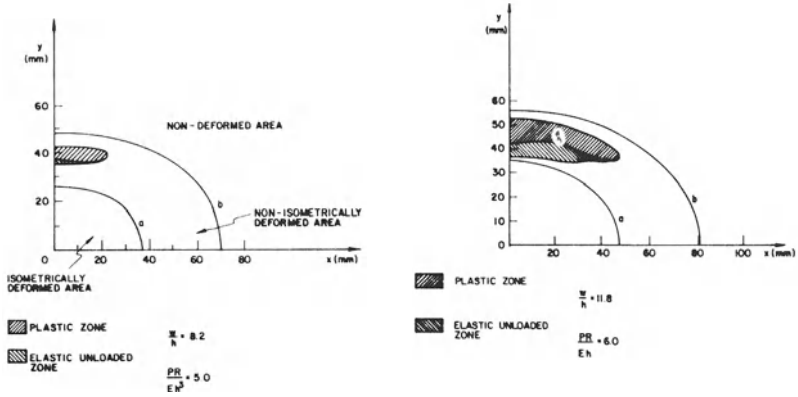 y
(mm)
60
40
20
0
20
40
60
80
x (mm)
NON-DEFORMED AREA
a
b
NON-ISOMETRICALLY
DEFORMED AREA
ISOMETRICALLY
DEFORMED AREA
PLASTIC ZONE
ELASTIC UNLOADED
ZONE
w/h = 8.2
PR/Eh³ = 5.0
y
(mm)
60
50
40
30
20
10
0
0
20
40
60
80
100
x (mm)
a
b
PLASTIC ZONE
ELASTIC UNLOADED
ZONE
w/h = 11.8
PR/Eh = 6.0